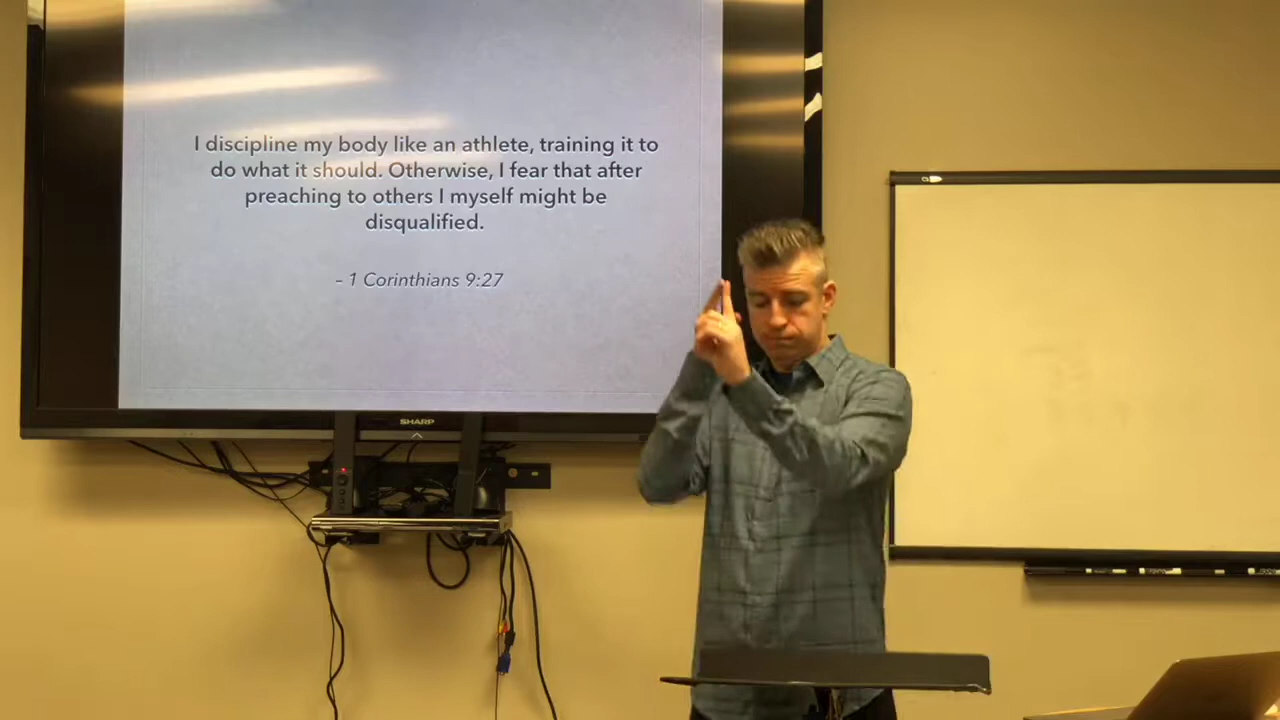 I discipline my body like an athlete, training it to
do what it should. Otherwise, I fear that after
preaching to others I myself might be
disqualified.
– 1 Corinthians 9:27
SHARP